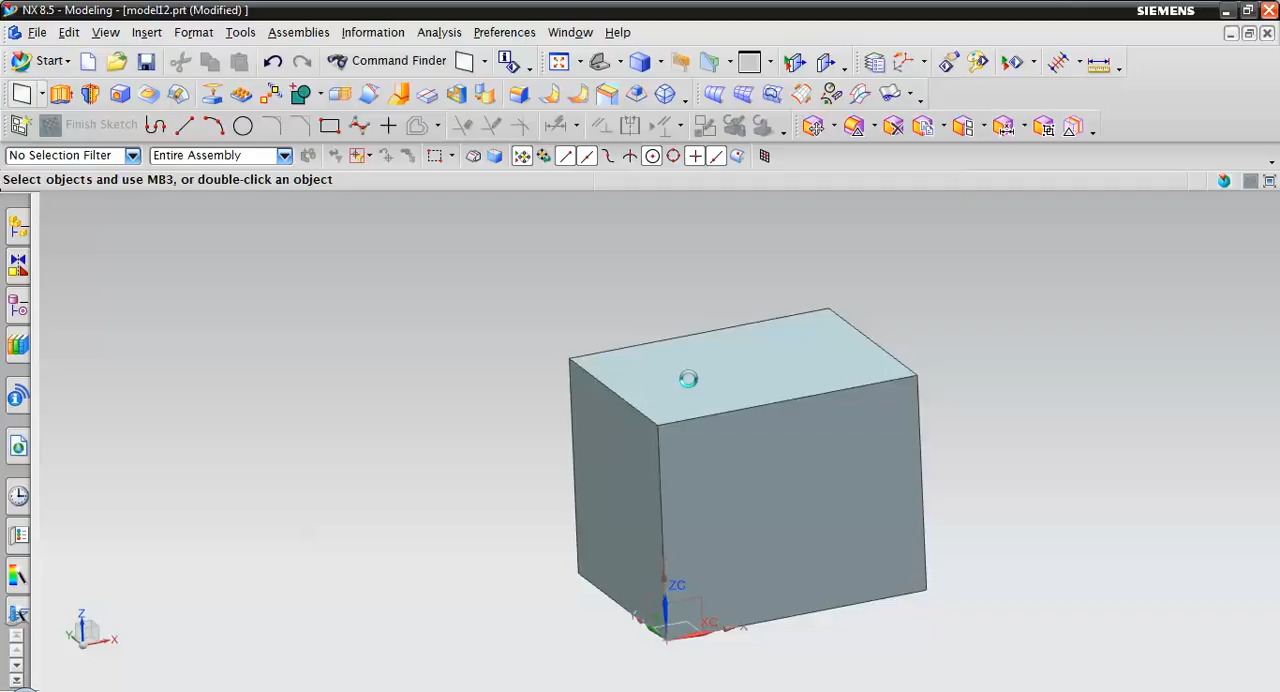 NX 8.5 - Modeling - [model12.prt (Modified) ]
SIEMENS
File Edit View Insert Format Tools Assemblies Information Analysis Preferences Window Help
Start Command Finder
Finish Sketch
No Selection Filter Entire Assembly
Select objects and use MB3, or double-click an object
ZC
XC
X
Z
Y
X